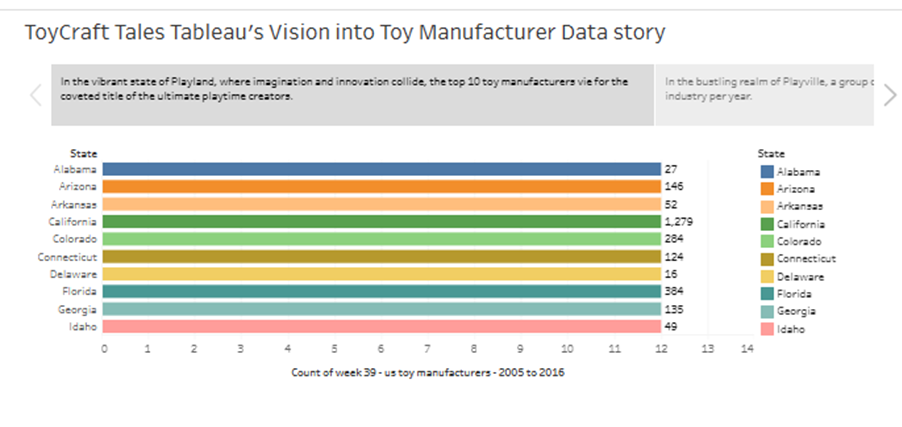 ToyCraft Tales Tableau's Vision into Toy Manufacturer Data story
In the vibrant state of Playland, where imagination and innovation collide, the top 10 toy manufacturers vie for the
coveted title of the ultimate playtime creators.
In the bustling realm of Playville, a group
industry per year.
State
Alabama 27
Arizona 146
Arkansas 52
California 1,279
Colorado 284
Connecticut 124
Delaware 16
Florida 384
Georgia 135
Idaho 49
0 1 2 3 4 5 6 7 8 9 10 11 12 13 14
Count of week 39 - us toy manufacturers - 2005 to 2016
State
Alabama
Arizona
Arkansas
California
Colorado
Connecticut
Delaware
Florida
Georgia
Idaho